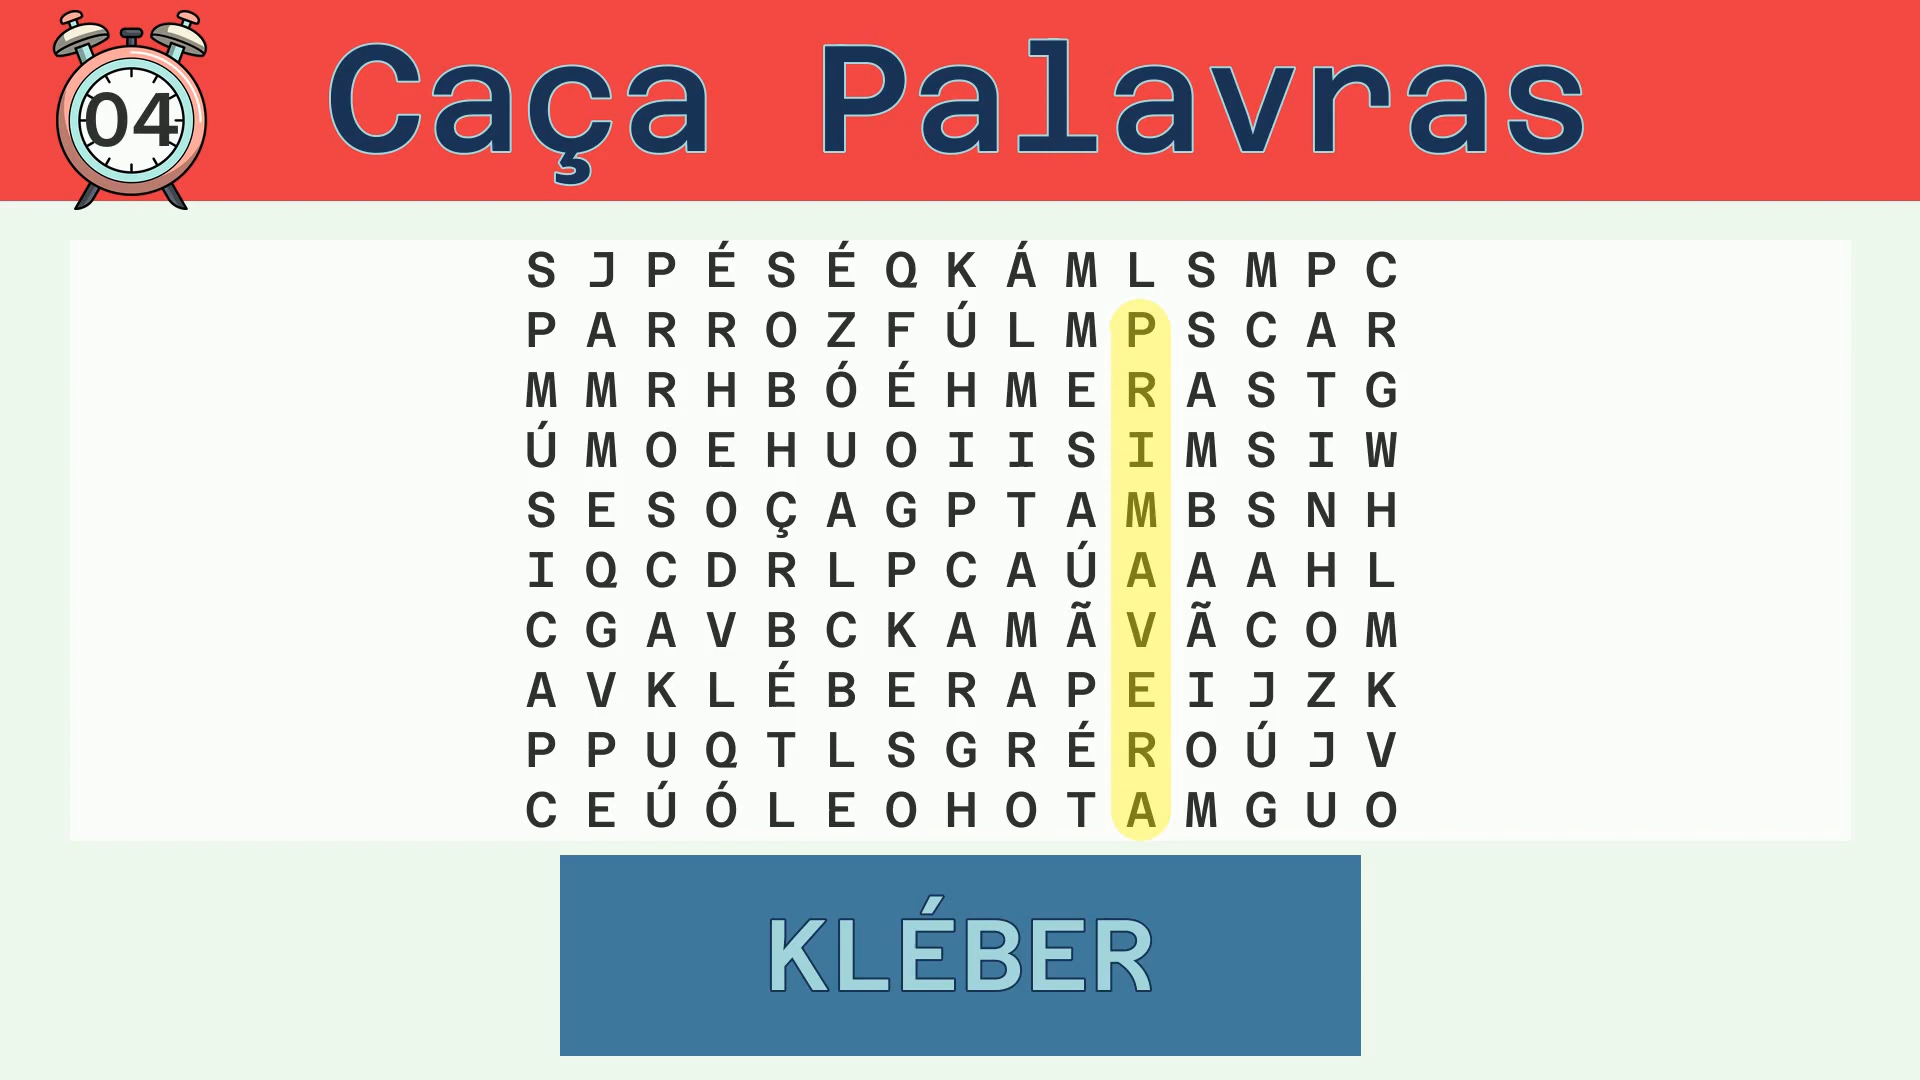 04
Caça Palavras
S J P É S É Q K Á M L S M P C
P A R R O Z F Ú L M P S C A R
M M R H B Ó É H M E R A S T G
Ú M O E H U O I I S I M S I W
S E S O Ç A G P T A M B S N H
I Q C D R L P C A Ú A A A H L
C G A V B C K A M Ã V Ã C O M
A V K L É B E R A P E I J Z K
P P U Q T L S G R É R O Ú J V
C E Ú Ó L E O H O T A M G U O
KLÉBER